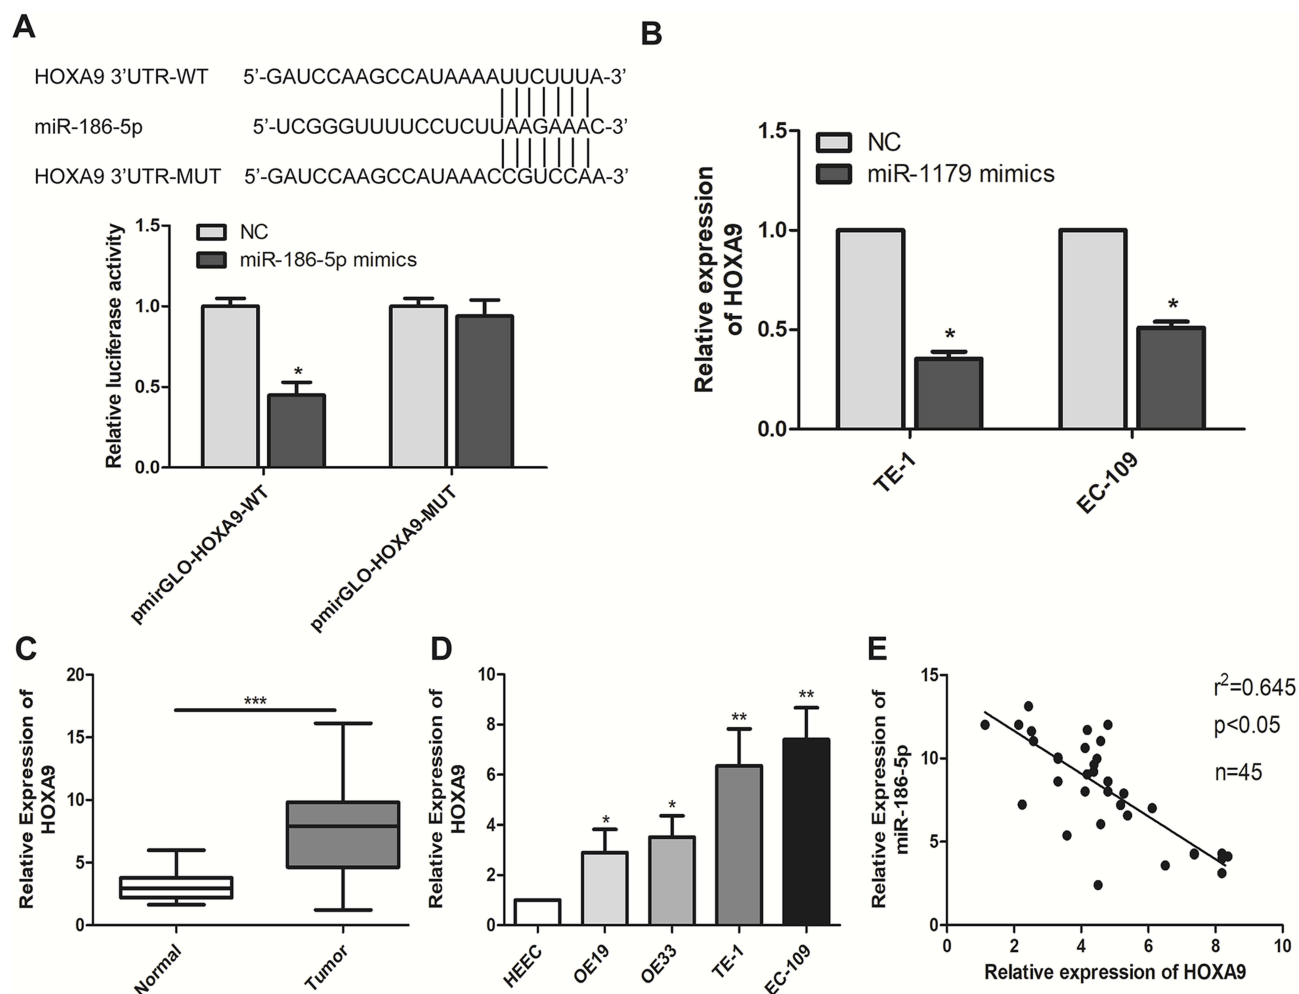 A
HOXA9 3'UTR-WT 5'-GAUCCAAGCCAUAAAAUUCUUUA-3'
miR-186-5p 5'-UCGGGUUUUCCUCUUAAGAAAC-3'
HOXA9 3'UTR-MUT 5'-GAUCCAAGCCAUAAACCGUCCAA-3'
Relative luciferase activity
1.5
1.0
0.5
0.0
NC
miR-186-5p mimics
*
pmirGLO-HOXA9-WT
pmirGLO-HOXA9-MUT
B
Relative expression
of HOXA9
1.5
1.0
0.5
0.0
NC
miR-1179 mimics
*
*
TE-1
EC-109
C
Relative Expression of
HOXA9
20
15
10
5
0
***
Normal
Tumor
D
Relative Expression of
HOXA9
10
8
6
4
2
0
*
*
**
**
HEEC
OE19
OE33
TE-1
EC-109
E
Relative Expression of
miR-186-5p
15
10
5
0
r²=0.645
p<0.05
n=45
0 2 4 6 8 10
Relative expression of HOXA9